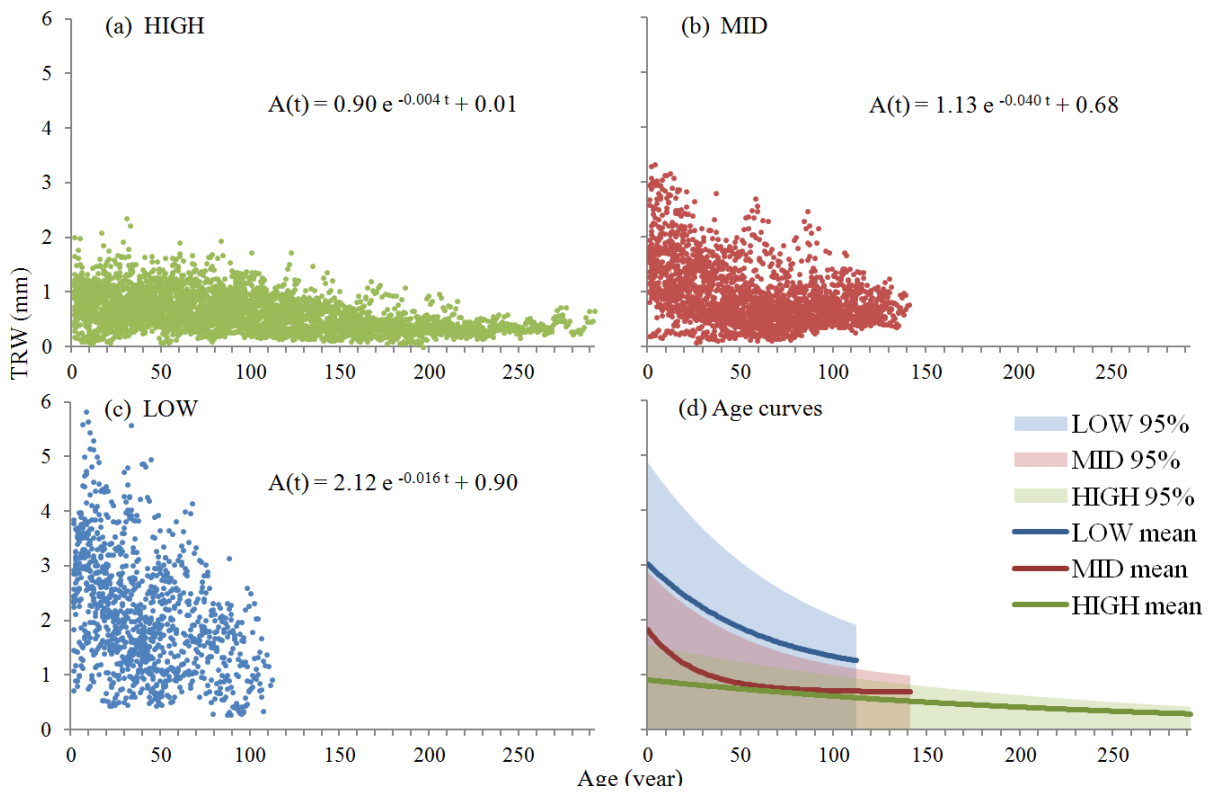 (a) HIGH
A(t) = 0.90 e -0.004 t + 0.01
6
5
4
3
2
1
0
0 50 100 150 200 250
(b) MID
A(t) = 1.13 e -0.040 t + 0.68
0 50 100 150 200 250
TRW (mm)
(c) LOW
A(t) = 2.12 e -0.016 t + 0.90
6
5
4
3
2
1
0
0 50 100 150 200 250
(d) Age curves
LOW 95%
MID 95%
HIGH 95%
LOW mean
MID mean
HIGH mean
0 50 100 150 200 250
Age (year)